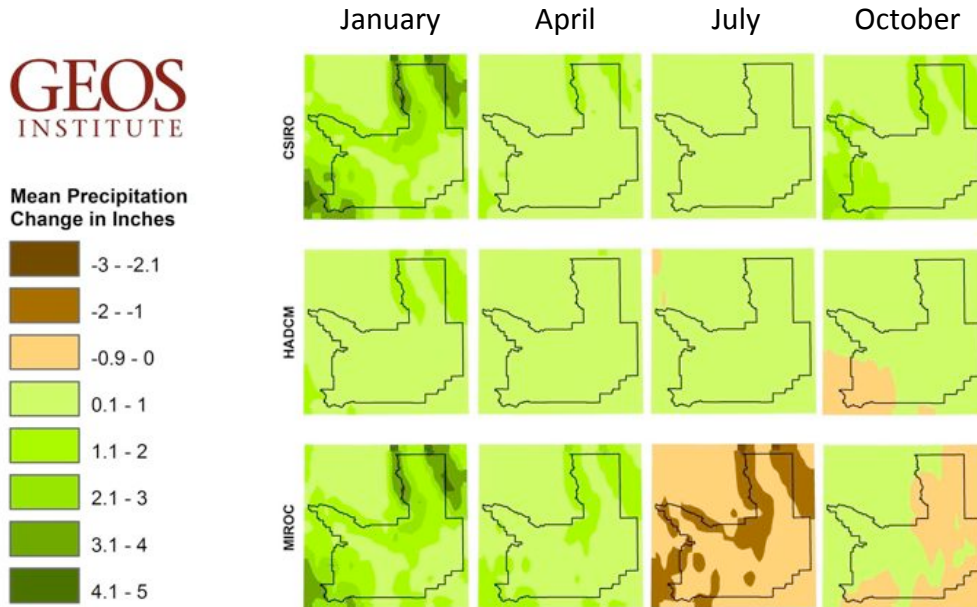 January April July October
GEOS
INSTITUTE
Mean Precipitation
Change in Inches
-3 - -2.1
-2 - -1
-0.9 - 0
0.1 - 1
1.1 - 2
2.1 - 3
3.1 - 4
4.1 - 5
CSIRO
HADCM
MIROC